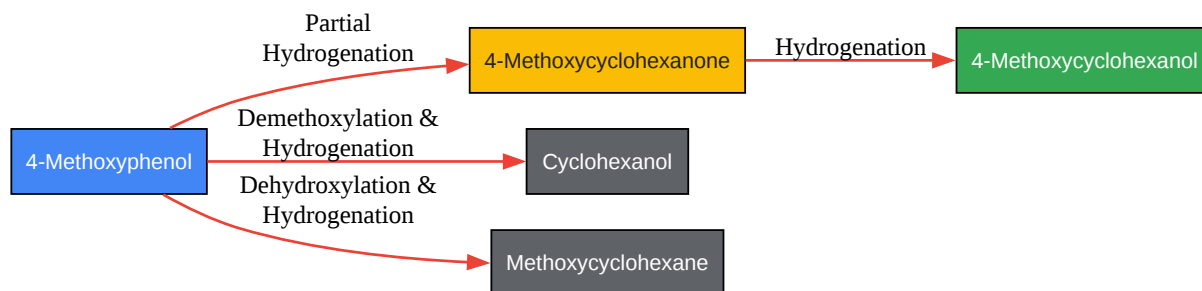 Partial
Hydrogenation
4-Methoxycyclohexanone
Hydrogenation
4-Methoxycyclohexanol
4-Methoxyphenol
Demethoxylation &
Hydrogenation
Cyclohexanol
Dehydroxylation &
Hydrogenation
Methoxycyclohexane